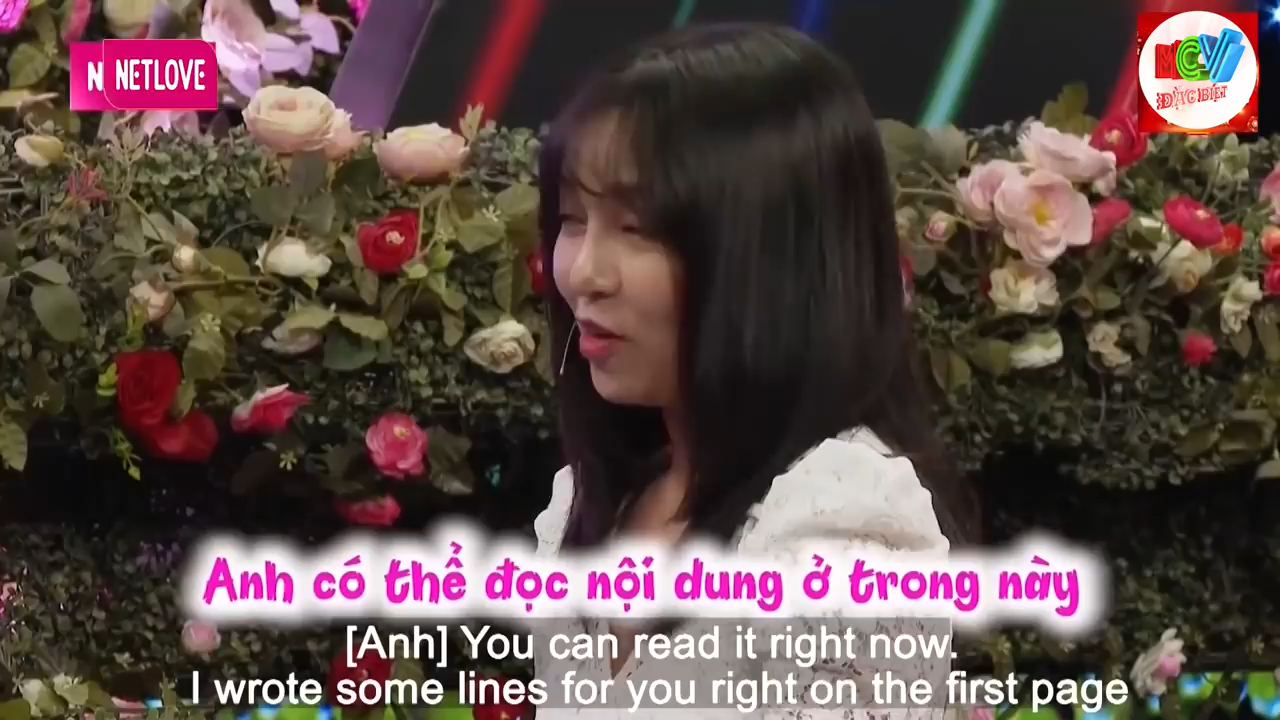 N NETLOVE
MCV
ĐẶC BIỆT
Anh có thể đọc nội dung ở trong này
[Anh] You can read it right now.
I wrote some lines for you right on the first page